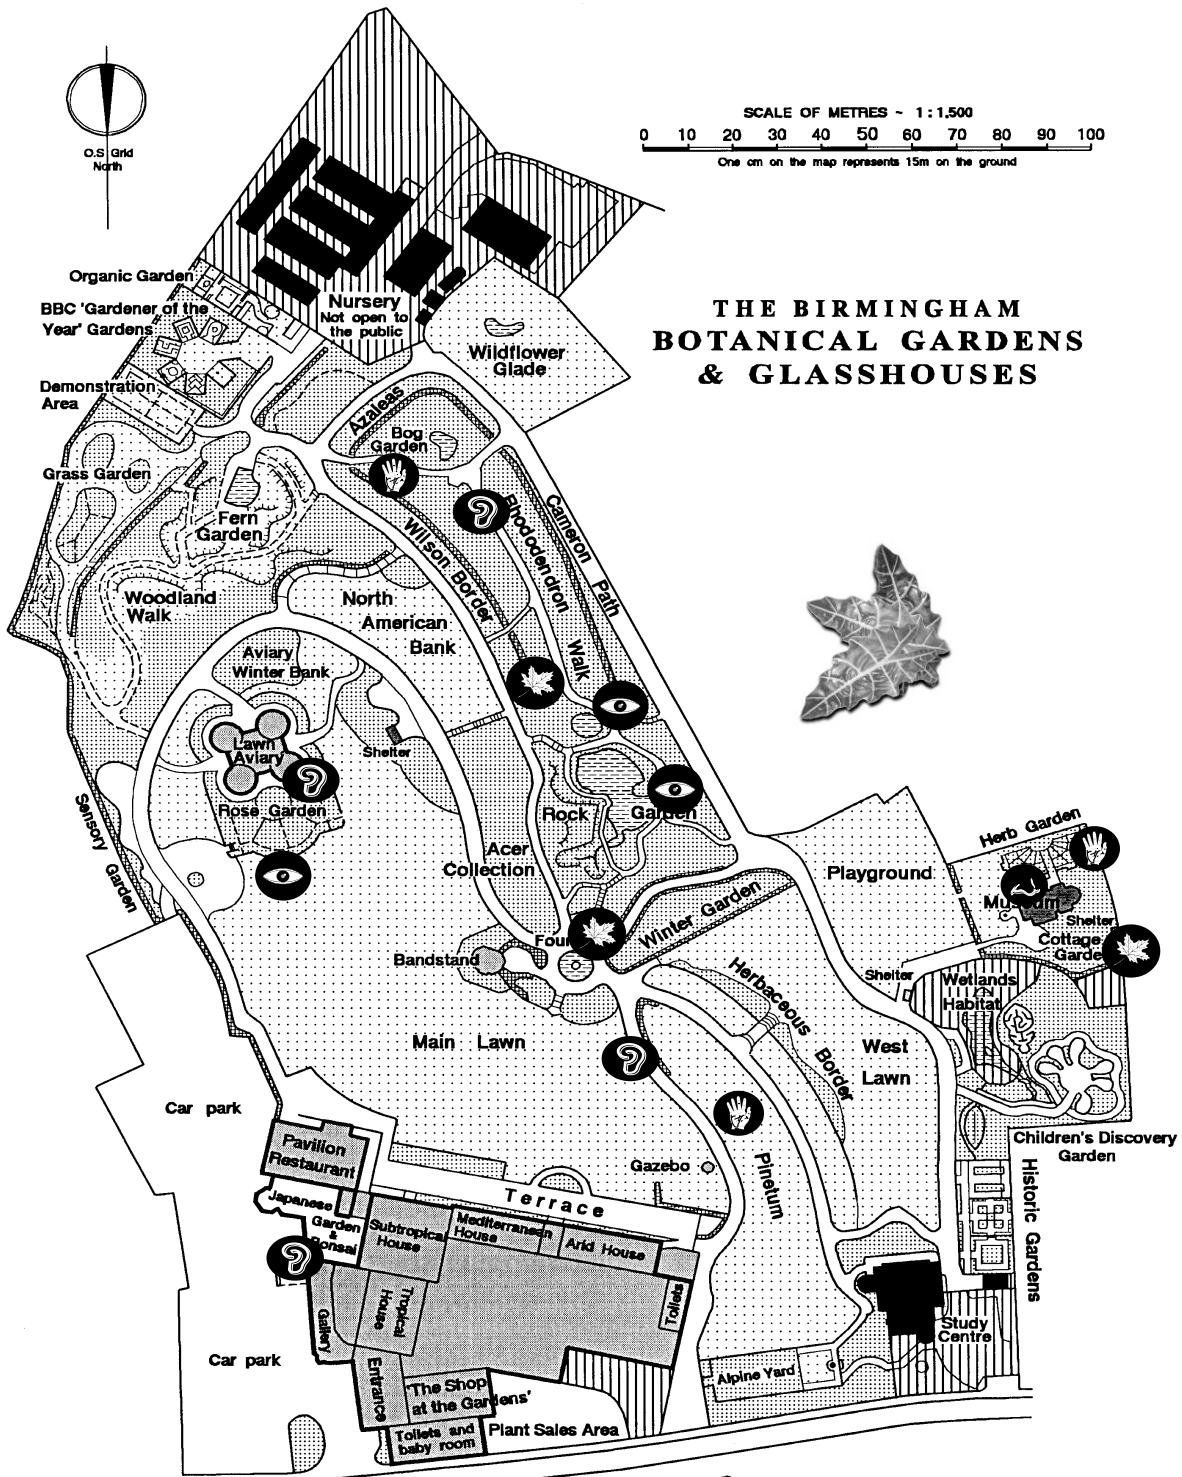 SCALE OF METRES ~ 1 : 1,500
0 10 20 30 40 50 60 70 80 90 100
One cm on the map represents 15m on the ground
O.S Grid
North
THE BIRMINGHAM
BOTANICAL GARDENS
& GLASSHOUSES
Organic Garden
BBC 'Gardener of the
Year' Gardens
Nursery
Not open to
the public
Wildflower
Glade
Demonstration
Area
Azaleas
Bog
Garden
Grass Garden
Fern
Garden
Wilson Border
Rhododendron
Walk
Cameron Path
Woodland
Walk
North
American
Bank
Aviary
Winter Bank
Lawn
Aviary
Shelter
Rose Garden
Sensory Garden
Rock Garden
Acer
Collection
Playground
Herb Garden
Shelter
Cottage
Winter Garden
Bandstand
Shelter
Wetlands
Habitat
Herbaceous Border
Main Lawn
West
Lawn
Car park
Children's Discovery
Garden
Pavilion
Restaurant
Gazebo
Pinetum
Historic Gardens
Japanese
Garden
&
Bonsai
Terrace
Subtropical
House
Mediterranean
House
Arid House
Tropical
House
Toilets
Gallery
Study
Centre
Car park
Entrance
'The Shop
at the Gardens'
Alpine Yard
Toilets and
baby room
Plant Sales Area